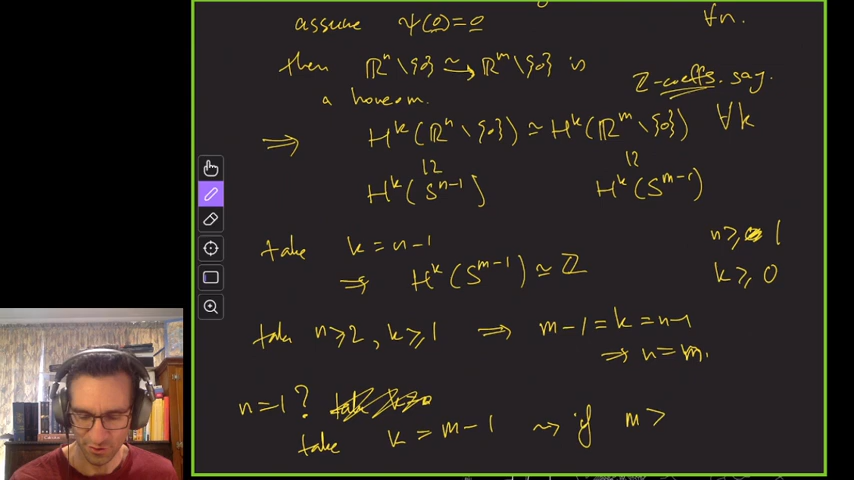 assume ψ(0)=0 ∀n.
then ℝⁿ\{0} ≃→ ℝᵐ\{0} is
ℤ-coeffs. say.
a homeom.
⟹ Hᵏ(ℝⁿ\{0}) ≃ Hᵏ(ℝᵐ\{0}) ∀k
Hᵏ(Sⁿ⁻¹) Hᵏ(Sᵐ⁻¹)
n ≥ 1
take k = n-1
⟹ Hᵏ(Sᵐ⁻¹) ≃ ℤ
k ≥ 0
take n≥2, k≥1 ⟹ m-1 = k = n-1
⟹ n=m.
n=1?
take k = m-1 ⤳ if m >